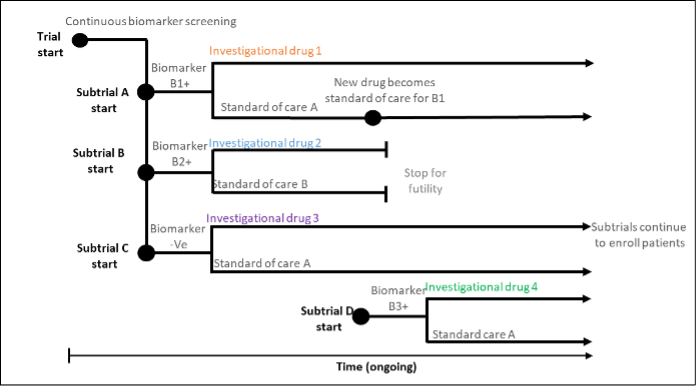 Continuous biomarker screening
Trial
start
Investigational drug 1
Biomarker
B1+
Subtrial A
start
New drug becomes
standard of care for B1
Standard of care A
Investigational drug 2
Biomarker
B2+
Subtrial B
start
Standard of care B
Stop for
futility
Investigational drug 3
Biomarker
-Ve
Subtrial C
start
Standard of care A
Subtrials continue
to enroll patients
Investigational drug 4
Biomarker
B3+
Subtrial D
start
Standard care A
Time (ongoing)